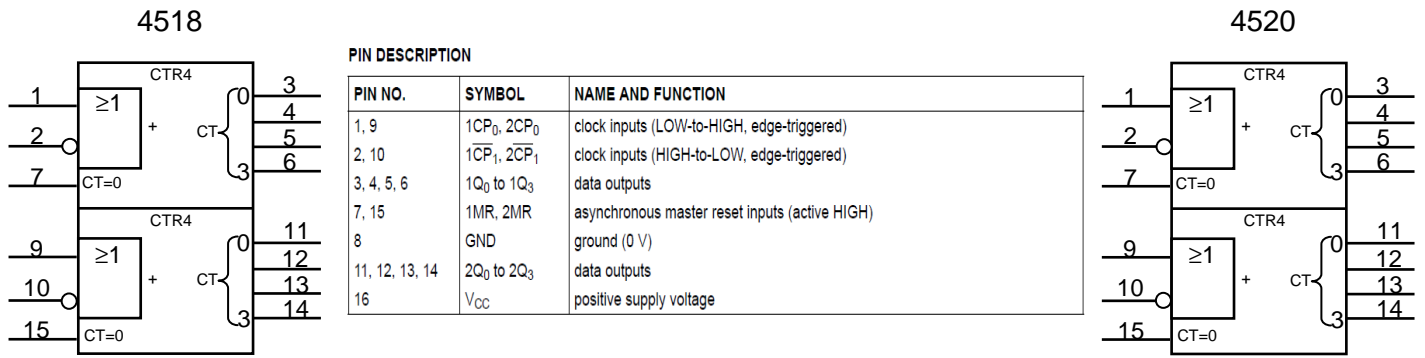 4518
CTR4
1
≥1
2
+
7
CT=0
CT
0
3
3
4
5
6
CTR4
9
≥1
10
+
15
CT=0
CT
0
3
11
12
13
14
PIN DESCRIPTION
PIN NO. SYMBOL NAME AND FUNCTION
1, 9 1CP₀, 2CP₀ clock inputs (LOW-to-HIGH, edge-triggered)
2, 10 1C̅P̅₁, 2C̅P̅₁ clock inputs (HIGH-to-LOW, edge-triggered)
3, 4, 5, 6 1Q₀ to 1Q₃ data outputs
7, 15 1MR, 2MR asynchronous master reset inputs (active HIGH)
8 GND ground (0 V)
11, 12, 13, 14 2Q₀ to 2Q₃ data outputs
16 V_CC positive supply voltage
4520
CTR4
1
≥1
2
+
7
CT=0
CT
0
3
3
4
5
6
CTR4
9
≥1
10
+
15
CT=0
CT
0
3
11
12
13
14